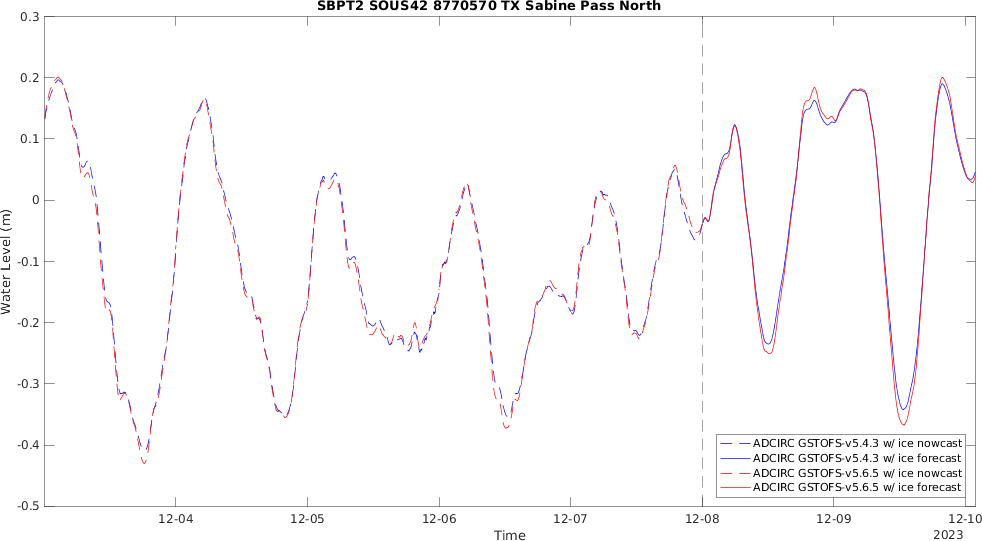 SBPT2 SOUS42 8770570 TX Sabine Pass North
0.3
0.2
0.1
0
-0.1
-0.2
-0.3
-0.4
-0.5
Water Level (m)
12-04
12-05
12-06
12-07
12-08
12-09
12-10
2023
Time
ADCIRC GSTOFS-v5.4.3 w/ ice nowcast
ADCIRC GSTOFS-v5.4.3 w/ ice forecast
ADCIRC GSTOFS-v5.6.5 w/ ice nowcast
ADCIRC GSTOFS-v5.6.5 w/ ice forecast